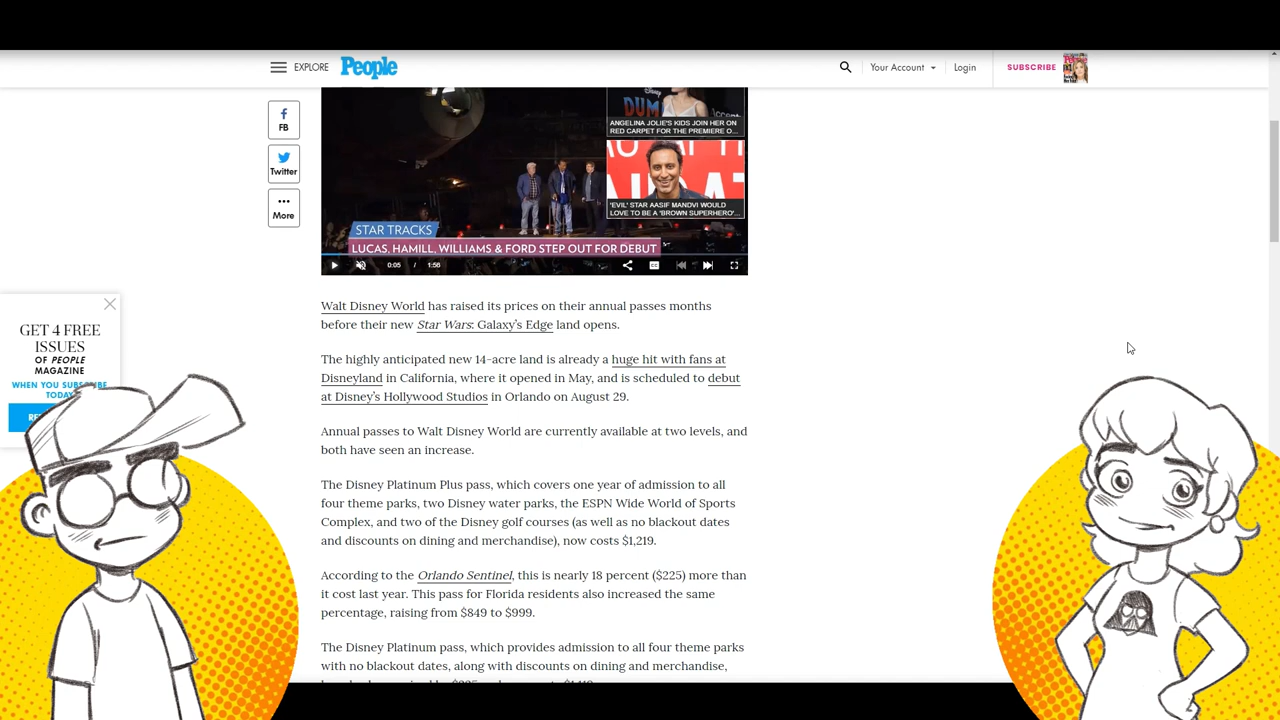 EXPLORE
People
Your Account
Login
SUBSCRIBE
FB
Twitter
More
ANGELINA JOLIE'S KIDS JOIN HER ON
RED CARPET FOR THE PREMIERE O...
'EVIL' STAR AASIF MANDVI WOULD
LOVE TO BE A 'BROWN SUPERHERO'...
STAR TRACKS
LUCAS, HAMILL, WILLIAMS & FORD STEP OUT FOR DEBUT
0:05 / 1:56
GET 4 FREE
ISSUES
OF PEOPLE
MAGAZINE
WHEN YOU SUBSCRIBE
TODAY
Walt Disney World has raised its prices on their annual passes months
before their new Star Wars: Galaxy's Edge land opens.
The highly anticipated new 14-acre land is already a huge hit with fans at
Disneyland in California, where it opened in May, and is scheduled to debut
at Disney's Hollywood Studios in Orlando on August 29.
Annual passes to Walt Disney World are currently available at two levels, and
both have seen an increase.
The Disney Platinum Plus pass, which covers one year of admission to all
four theme parks, two Disney water parks, the ESPN Wide World of Sports
Complex, and two of the Disney golf courses (as well as no blackout dates
and discounts on dining and merchandise), now costs $1,219.
According to the Orlando Sentinel, this is nearly 18 percent ($225) more than
it cost last year. This pass for Florida residents also increased the same
percentage, raising from $849 to $999.
The Disney Platinum pass, which provides admission to all four theme parks
with no blackout dates, along with discounts on dining and merchandise,